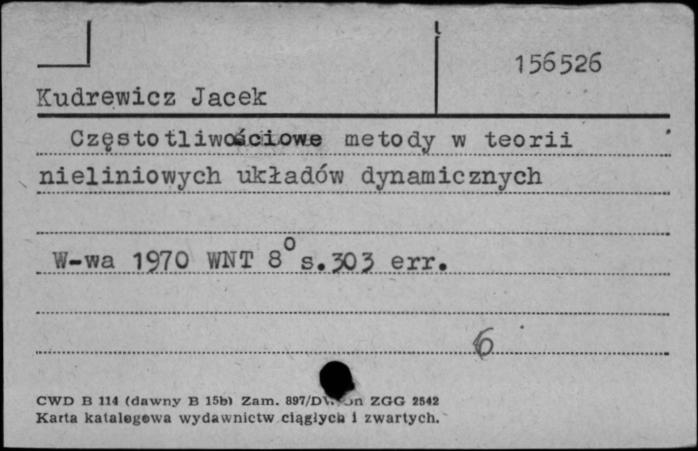 156526
Kudrewicz Jacek
Częstotliwościowe metody w teorii
nieliniowych układów dynamicznych
W-wa 1970 WNT 8° s.303 err.
6
CWD B 114 (dawny B 15b) Zam. 897/D ZGG 2542
Karta katalogowa wydawnictw ciągłych i zwartych.